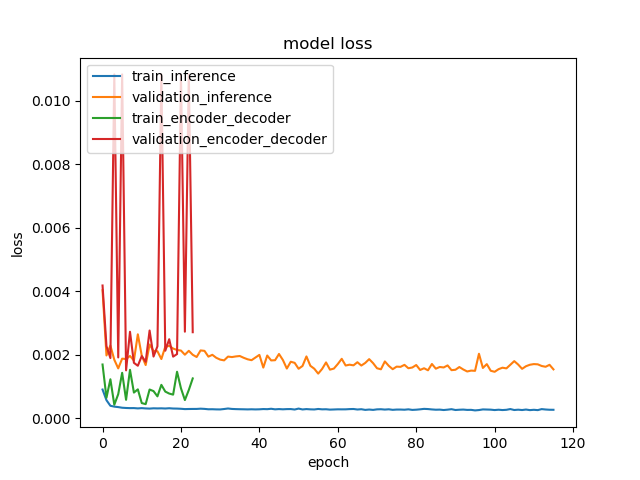 model loss
train_inference
validation_inference
train_encoder_decoder
validation_encoder_decoder
0.010
0.008
0.006
0.004
0.002
0.000
loss
0 20 40 60 80 100 120
epoch